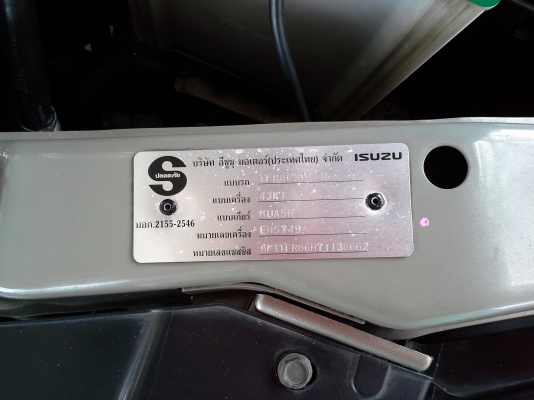 บริษัท อีซูซุ มอเตอร์(ประเทศไทย) จำกัด ISUZU
S
ปลอดภัย
แบบรถ
แบบเครื่อง 4JK1
แบบเกียร์ MUA5H
มอก.2155-2546
หมายเลขเครื่อง EH5749
หมายเลขแชสซิส